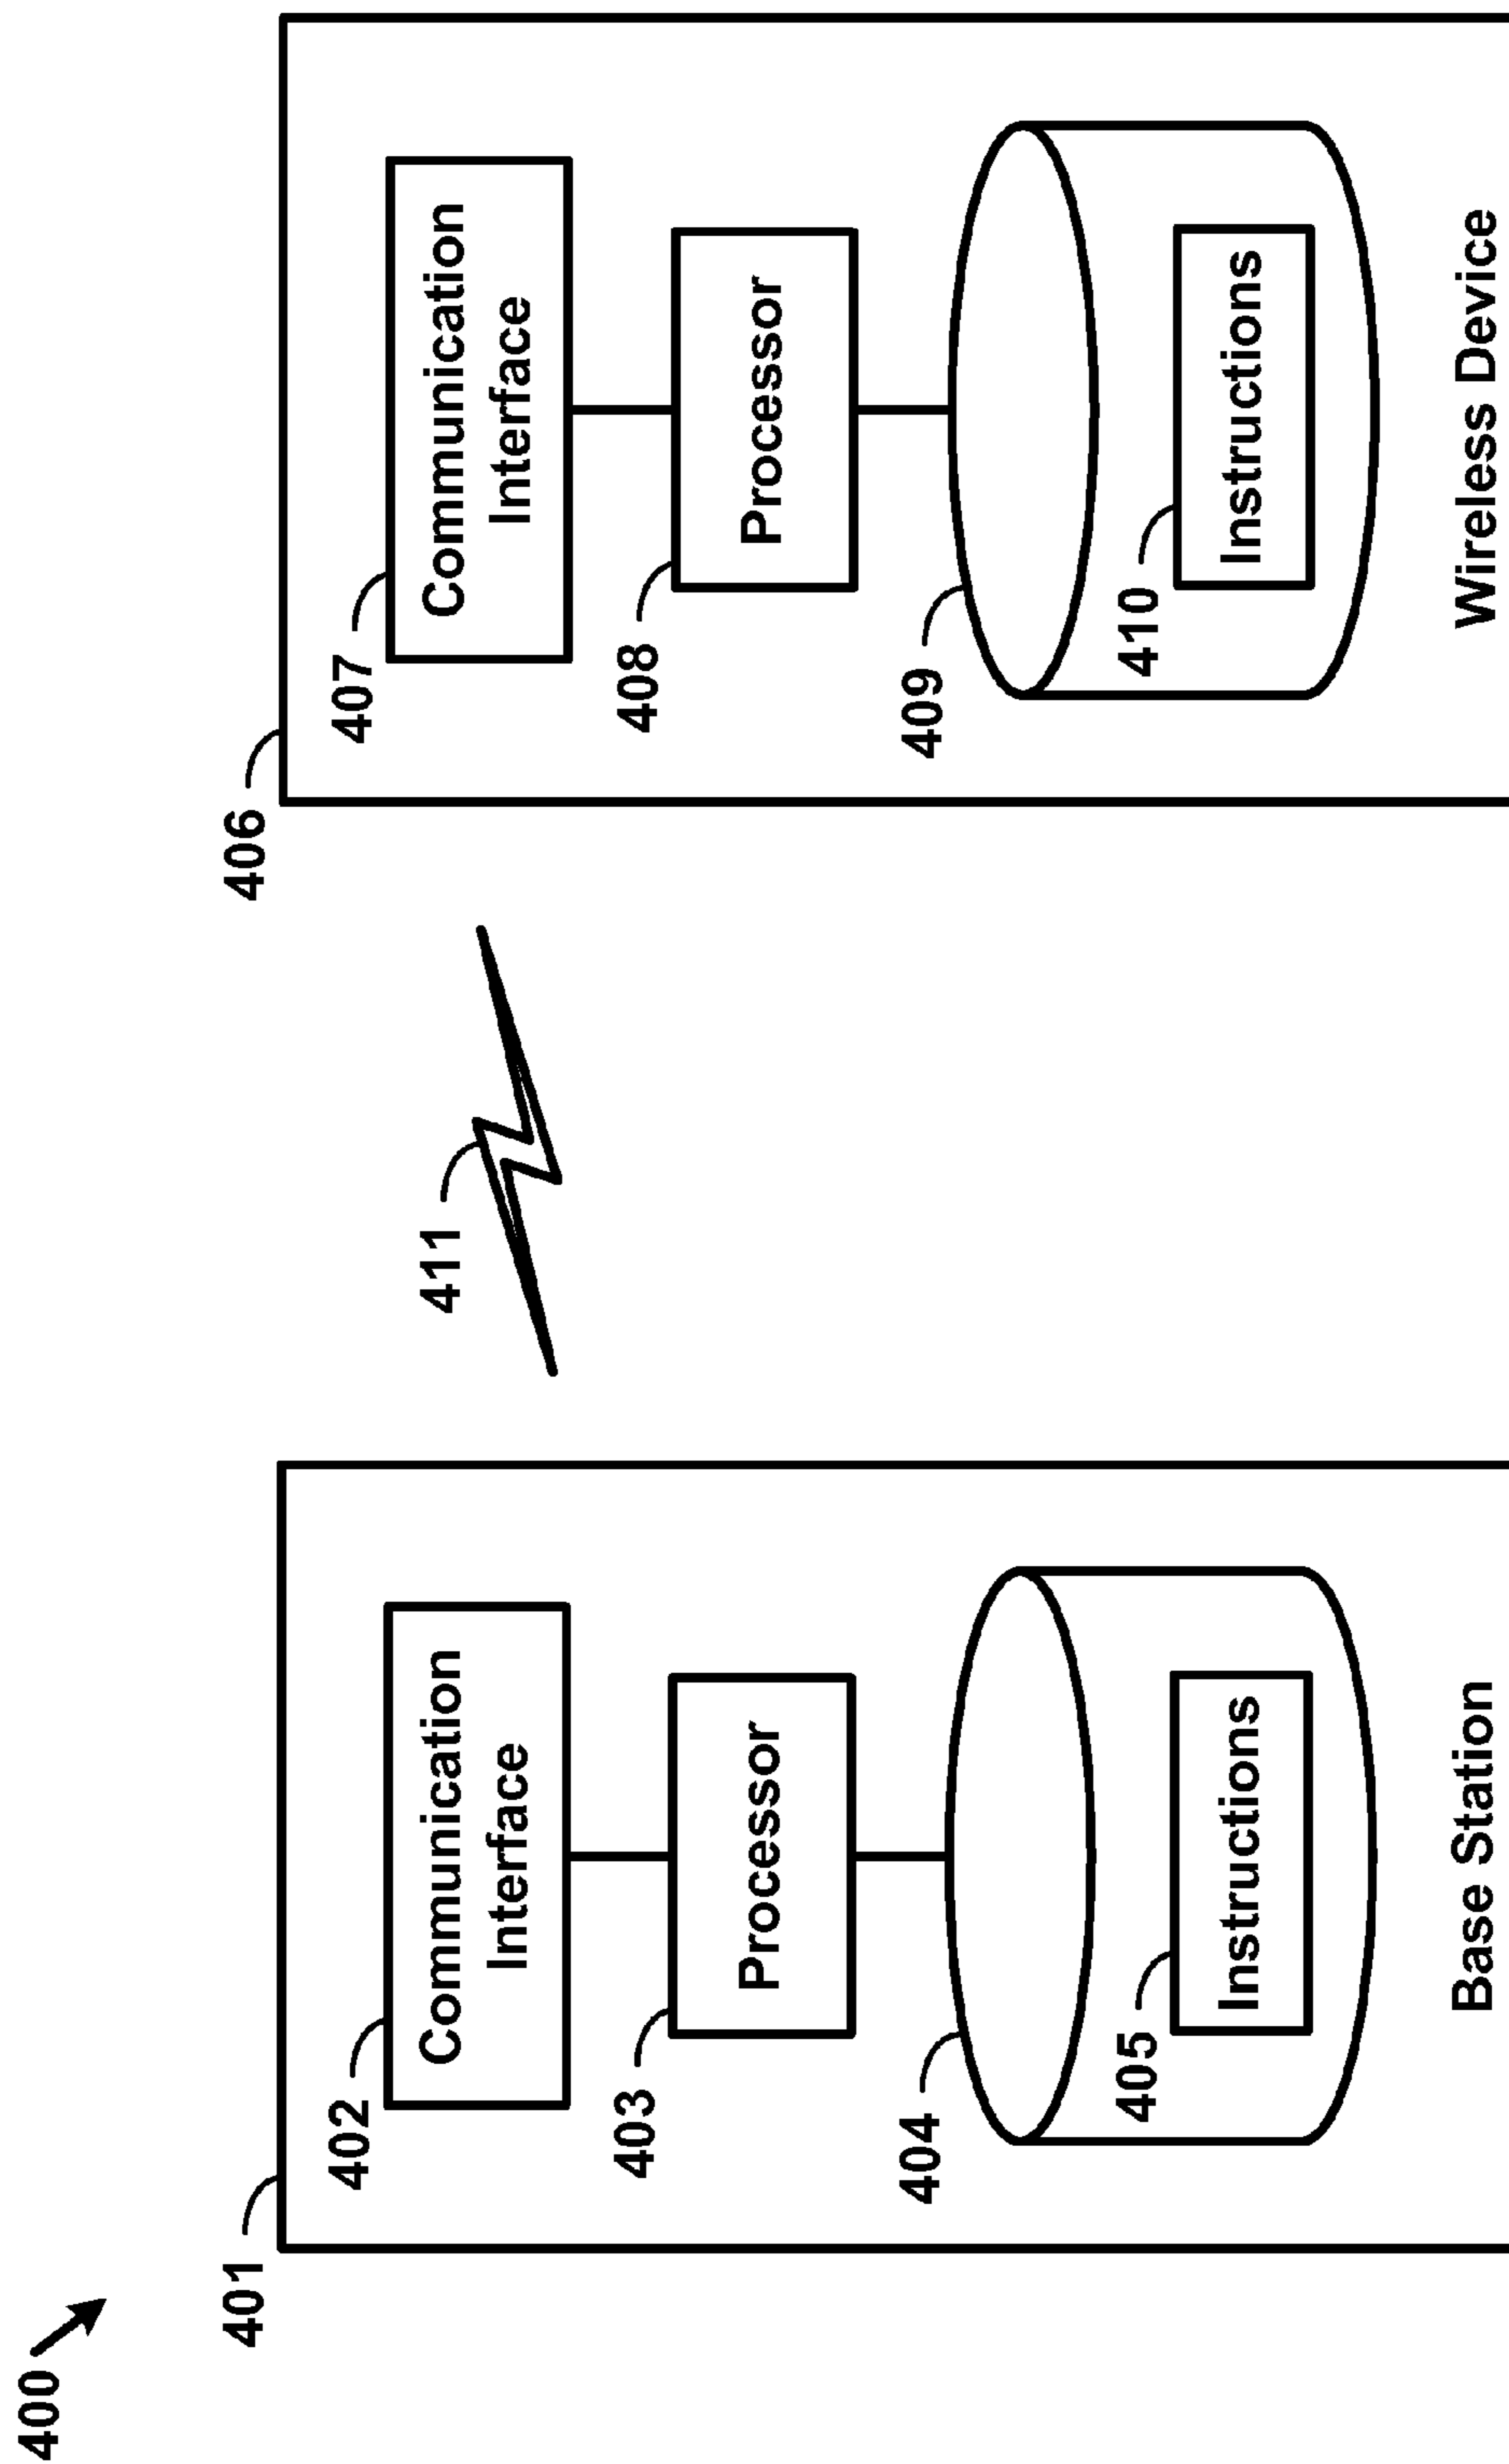 400
401
402
Communication
Interface
403
Processor
404
405
Instructions
Base Station
411
406
407
Communication
Interface
408
Processor
409
410
Instructions
Wireless Device